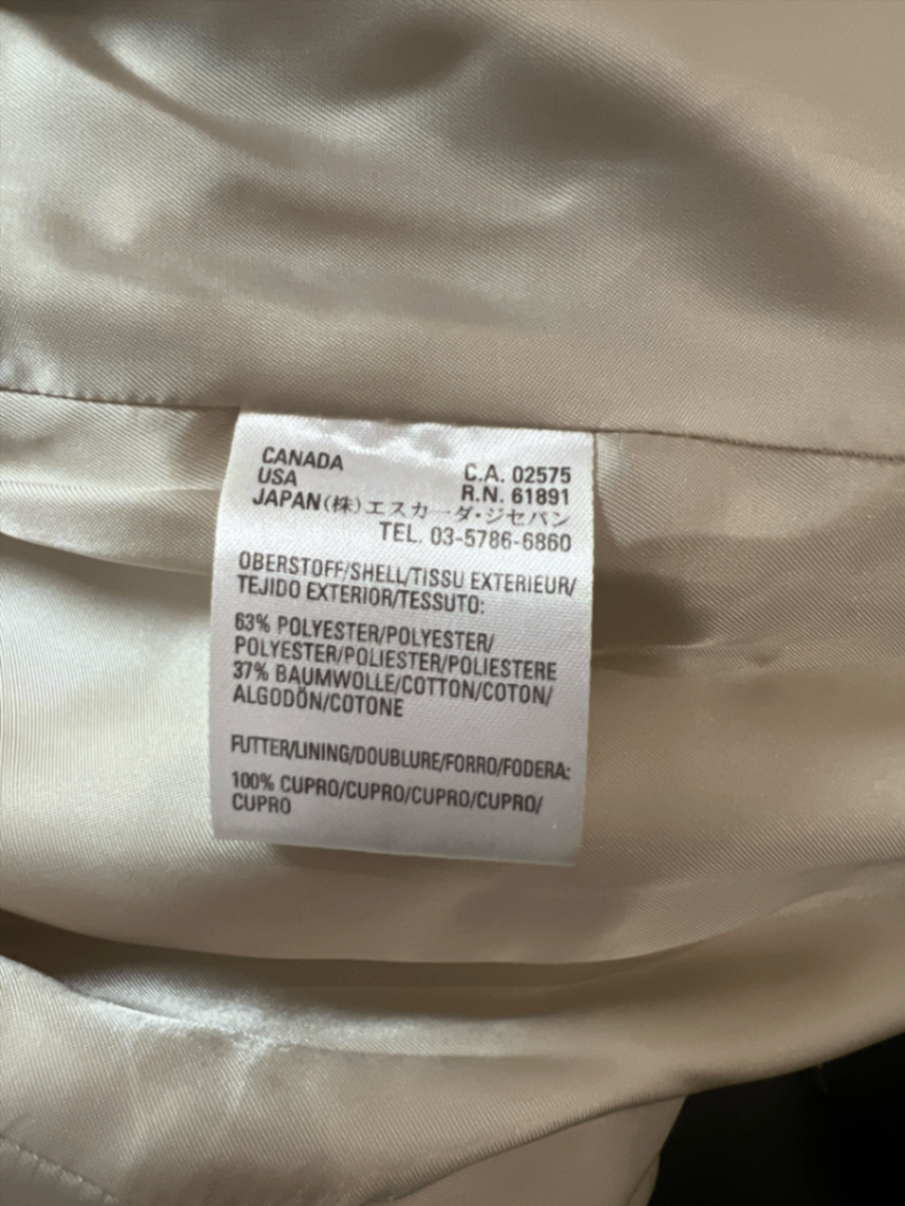 CANADA C.A. 02575
USA R.N. 61891
JAPAN(株)エスカーダ・ジセバン
TEL. 03-5786-6860
OBERSTOFF/SHELL/TISSU EXTERIEUR/
TEJIDO EXTERIOR/TESSUTO:
63% POLYESTER/POLYESTER/
POLYESTER/POLIESTER/POLIESTERE
37% BAUMWOLLE/COTTON/COTON/
ALGODÖN/COTONE
FUTTER/LINING/DOUBLURE/FORRO/FODERA:
100% CUPRO/CUPRO/CUPRO/CUPRO/
CUPRO